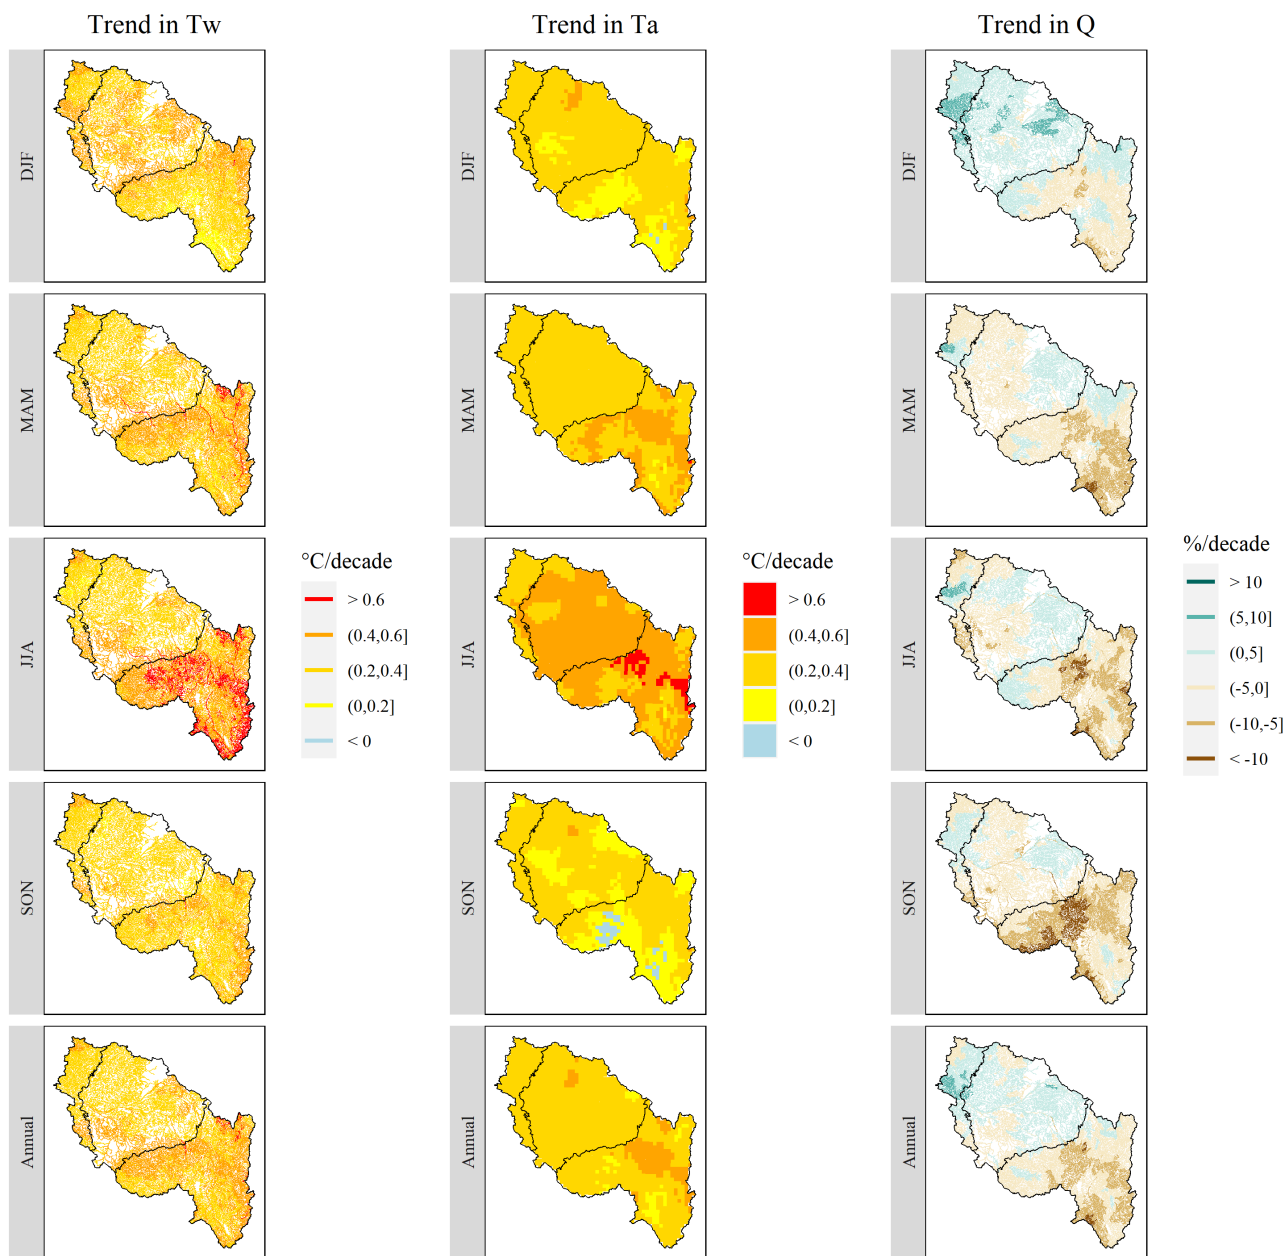 Trend in Tw
Trend in Ta
Trend in Q
DJF
DJF
DJF
MAM
MAM
MAM
JJA
JJA
JJA
°C/decade
> 0.6
(0.4,0.6]
(0.2,0.4]
(0,0.2]
< 0
°C/decade
> 0.6
(0.4,0.6]
(0.2,0.4]
(0,0.2]
< 0
%/decade
> 10
(5,10]
(0,5]
(-5,0]
(-10,-5]
< -10
SON
SON
SON
Annual
Annual
Annual